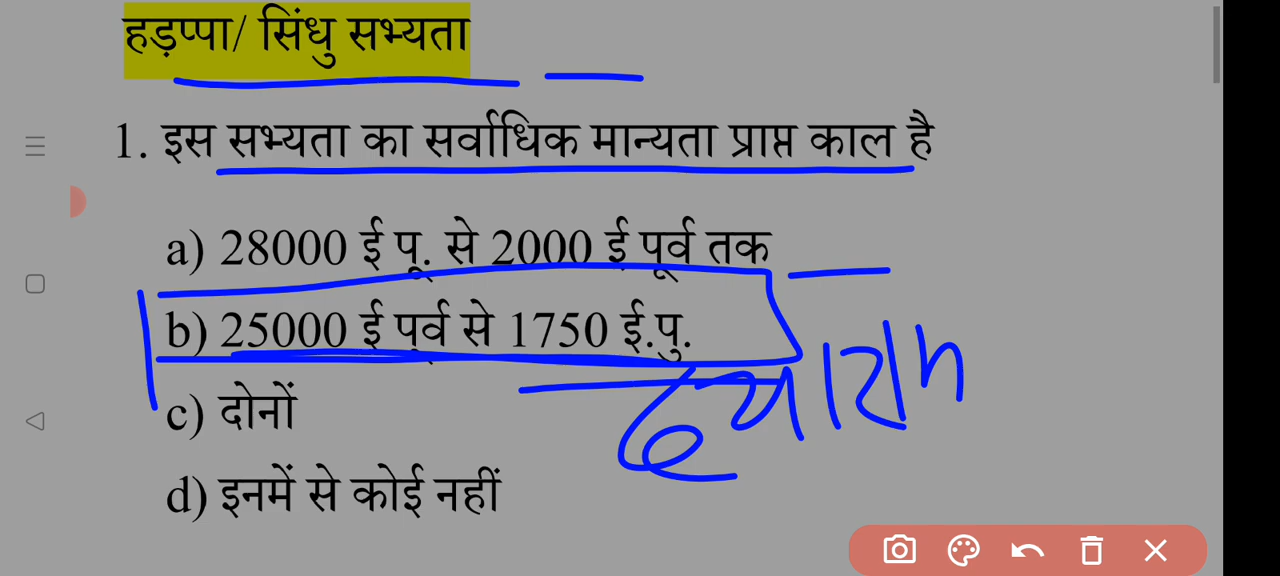 हड़प्पा/ सिंधु सभ्यता
1. इस सभ्यता का सर्वाधिक मान्यता प्राप्त काल है
a) 28000 ई पू. से 2000 ई पूर्व तक
b) 25000 ई पूर्व से 1750 ई.पु.
c) दोनों
d) इनमें से कोई नहीं